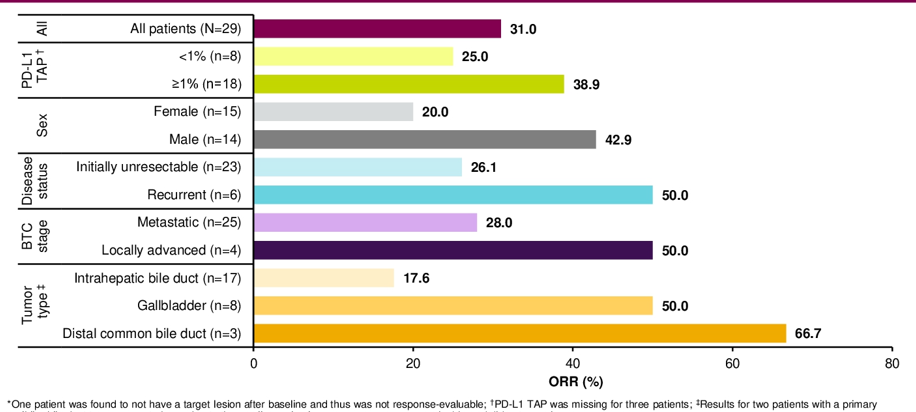 All
All patients (N=29)
31.0
PD-L1
TAP†
<1% (n=8)
25.0
≥1% (n=18)
38.9
Sex
Female (n=15)
20.0
Male (n=14)
42.9
Disease
status
Initially unresectable (n=23)
26.1
Recurrent (n=6)
50.0
BTC
stage
Metastatic (n=25)
28.0
Locally advanced (n=4)
50.0
Tumor
type‡
Intrahepatic bile duct (n=17)
17.6
Gallbladder (n=8)
50.0
Distal common bile duct (n=3)
66.7
0 20 40 60 80
ORR (%)
*One patient was found to not have a target lesion after baseline and thus was not response-evaluable; †PD-L1 TAP was missing for three patients; ‡Results for two patients with a primary